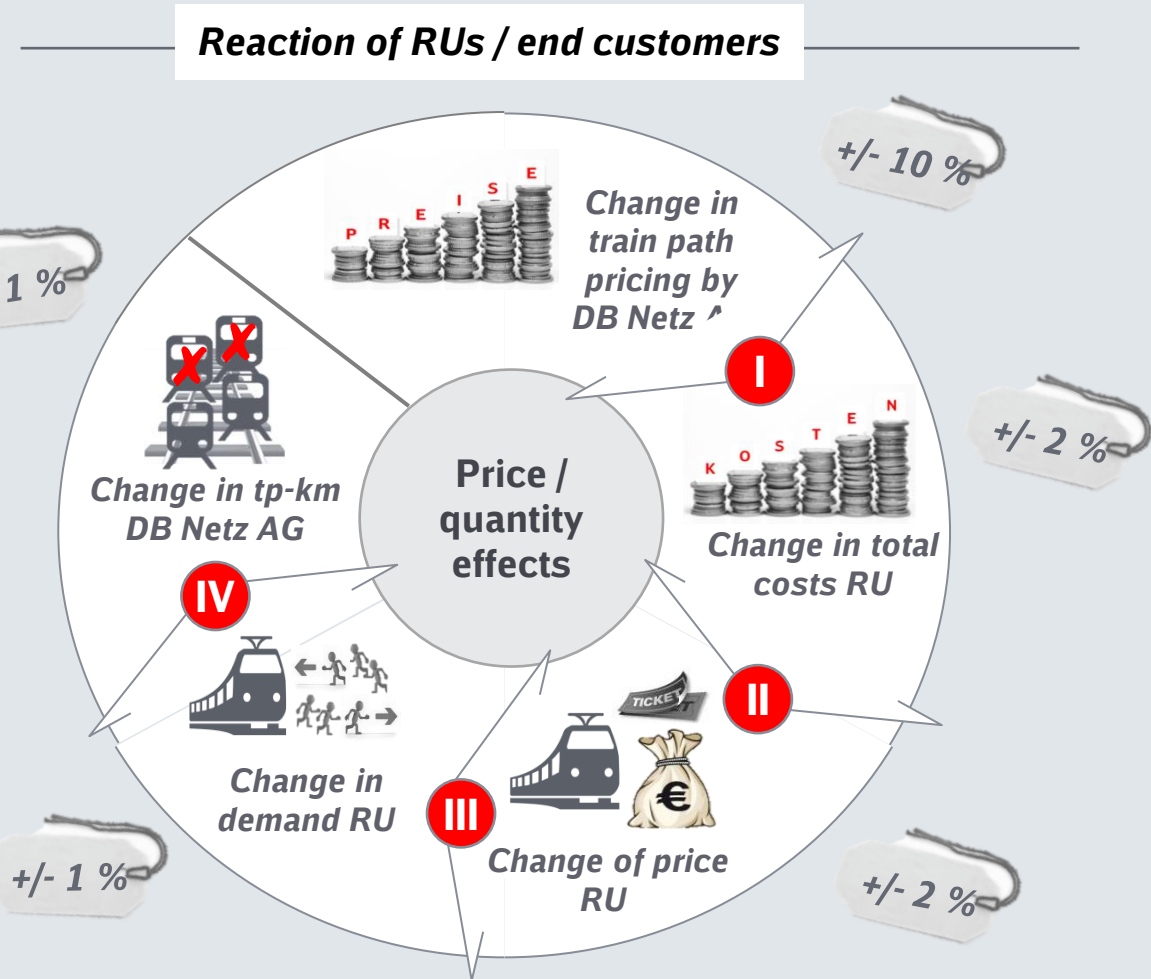 Reaction of RUs / end customers
+/- 10 %
P R E I S E
Change in
train path
pricing by
DB Netz
1 %
I
K O S T E N
+/- 2 %
Change in tp-km
DB Netz AG
Price /
quantity
effects
Change in total
costs RU
IV
TICKET
II
€
Change in
demand RU
III
Change of price
RU
+/- 1 %
+/- 2 %